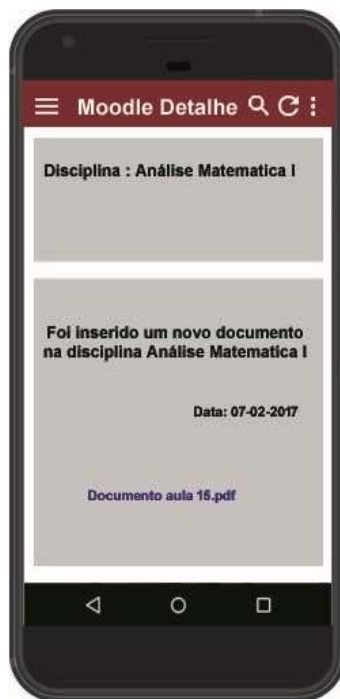 Moodle Detalhe
Disciplina : Análise Matematica I
Foi inserido um novo documento
na disciplina Análise Matematica I
Data: 07-02-2017
Documento aula 15.pdf